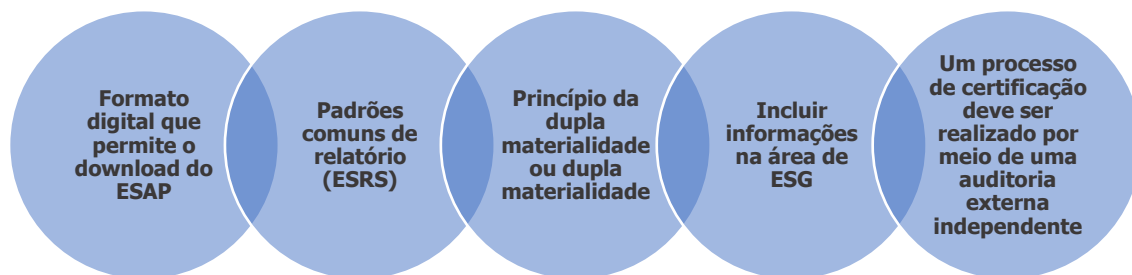 Formato
digital que
permite o
download do
ESAP
Padrões
comuns de
relatório
(ESRS)
Princípio da
dupla
materialidade
ou dupla
materialidade
Incluir
informações
na área de
ESG
Um processo
de certificação
deve ser
realizado por
meio de uma
auditoria
externa
independente